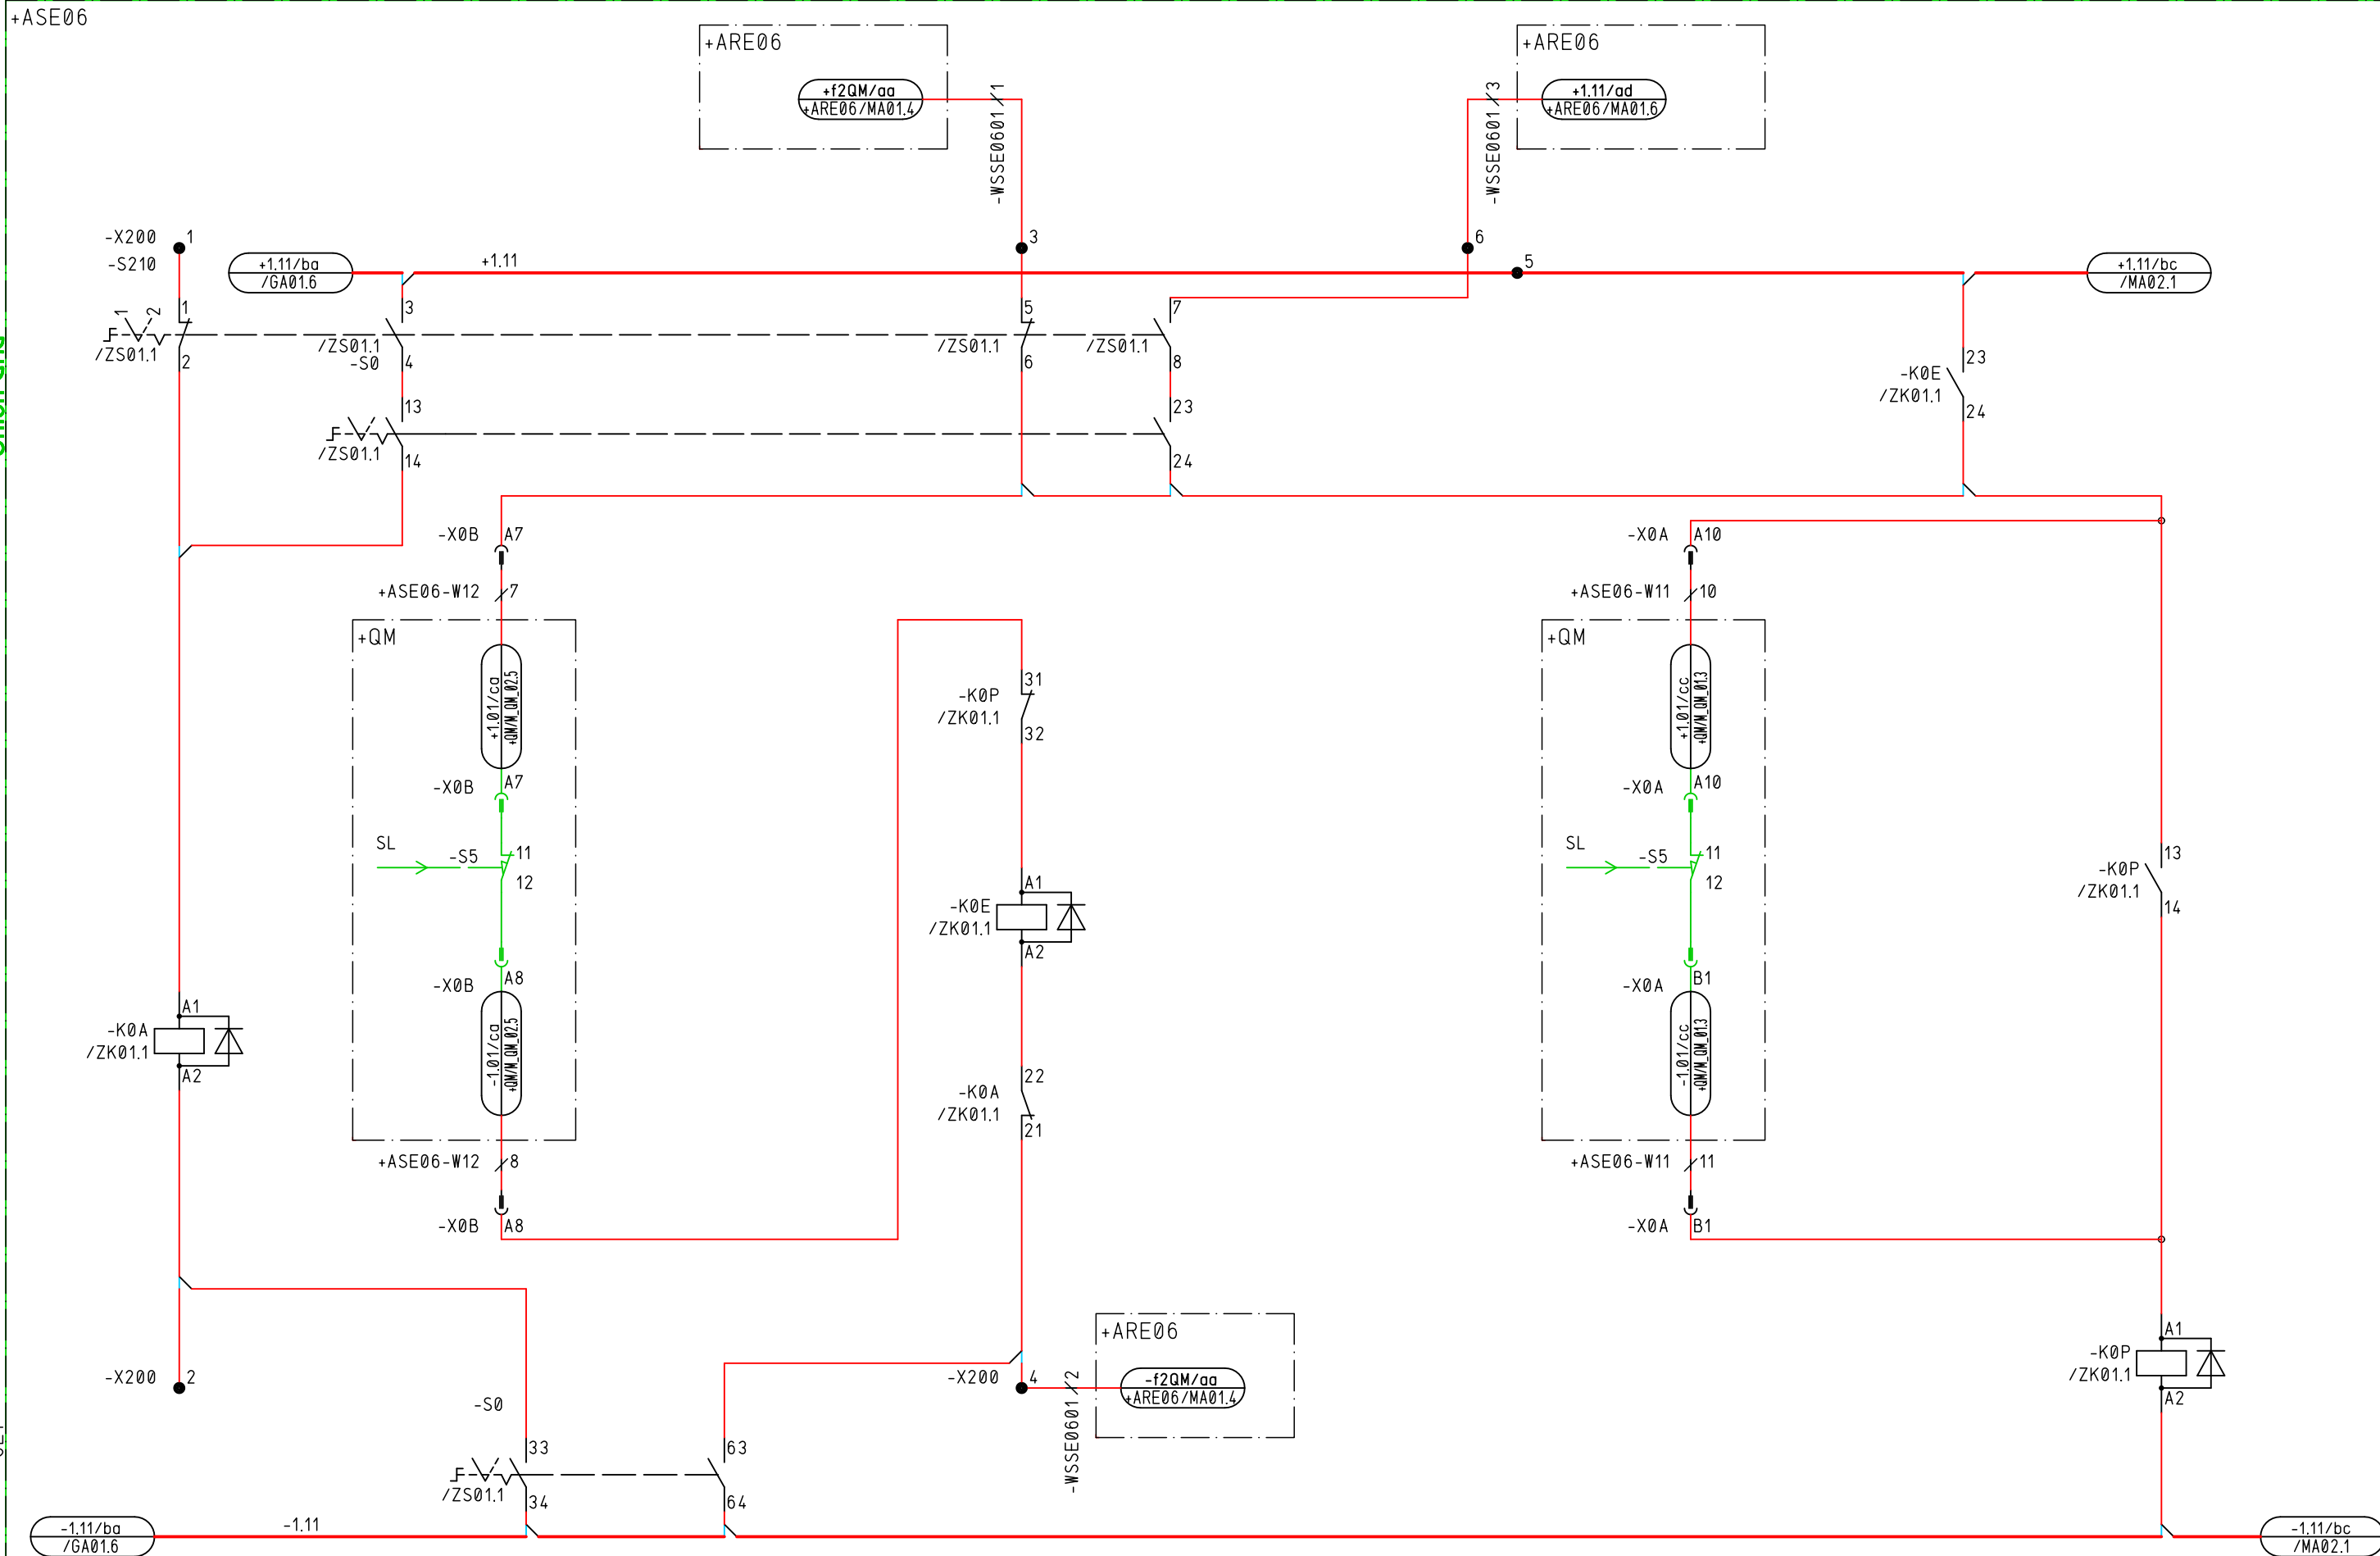 +ASE06
+ARE06
+f2QM/aa
+ARE06/MA01.4
-WSSE0601
1
+ARE06
+1.11/ad
+ARE06/MA01.6
-WSSE0601
3
-X200
1
-S210
3
6
+1.11/ba
/GA01.6
+1.11
5
+1.11/bc
/MA02.1
1
2
1
2
/ZS01.1
3
4
/ZS01.1
-S0
5
6
/ZS01.1
7
8
/ZS01.1
23
24
-K0E
/ZK01.1
13
14
/ZS01.1
23
24
-X0B
A7
-X0A
A10
+ASE06-W12
7
+ASE06-W11
10
+QM
+1.01/ca
+QM/M_QM_02.5
-X0B
A7
SL
-S5
11
12
-X0B
A8
-1.01/ca
+QM/M_QM_02.5
+ASE06-W12
8
-X0B
A8
31
-K0P
/ZK01.1
32
A1
-K0E
/ZK01.1
A2
22
-K0A
/ZK01.1
21
+QM
+1.01/cc
+QM/M_QM_01.3
-X0A
A10
SL
-S5
11
12
-X0A
B1
-1.01/cc
+QM/M_QM_01.3
+ASE06-W11
11
-X0A
B1
13
-K0P
/ZK01.1
14
A1
-K0A
/ZK01.1
A2
-X200
2
+ARE06
-X200
4
-f2QM/aa
+ARE06/MA01.4
-WSSE0601
2
A1
-K0P
/ZK01.1
A2
-S0
33
34
/ZS01.1
63
64
-1.11/ba
/GA01.6
-1.11
-1.11/bc
/MA02.1